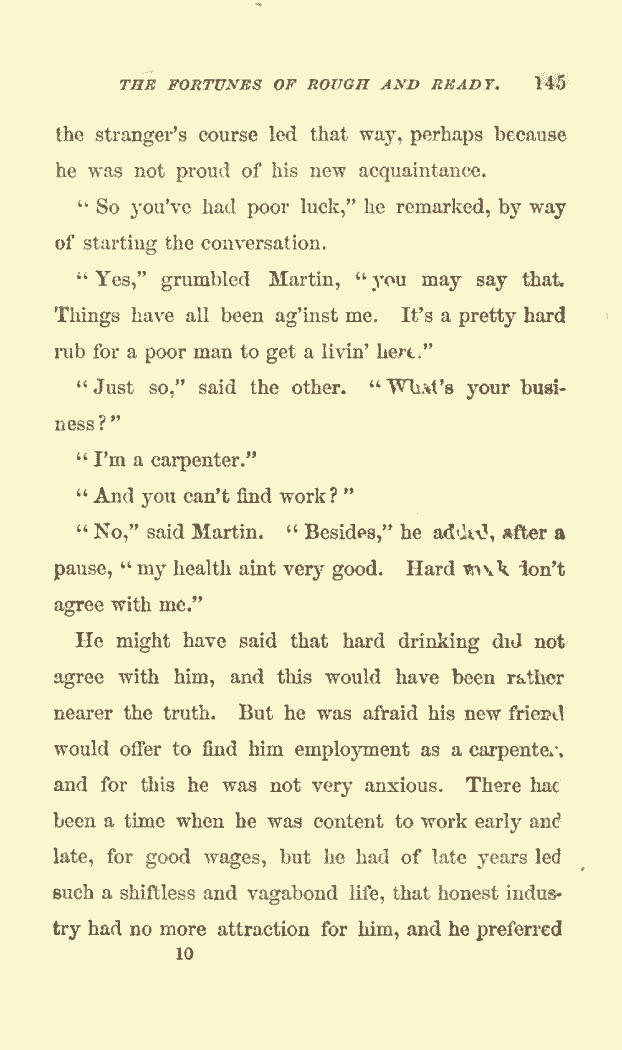 THE FORTUNES OF ROUGH AND READY. 145
the stranger's course led that way, perhaps because
he was not proud of his new acquaintance.
“ So you've had poor luck,” he remarked, by way
of starting the conversation.
“ Yes,” grumbled Martin, “ you may say that.
Things have all been ag'inst me. It's a pretty hard
rub for a poor man to get a livin' here.”
“ Just so,” said the other. “ What's your busi-
ness ? ”
“ I'm a carpenter.”
“ And you can't find work ? ”
“ No,” said Martin. “ Besides,” he added, after a
pause, “ my health aint very good. Hard work don't
agree with me.”
He might have said that hard drinking did not
agree with him, and this would have been rather
nearer the truth. But he was afraid his new friend
would offer to find him employment as a carpenter,
and for this he was not very anxious. There had
been a time when he was content to work early and
late, for good wages, but he had of late years led
such a shiftless and vagabond life, that honest indus-
try had no more attraction for him, and he preferred
10